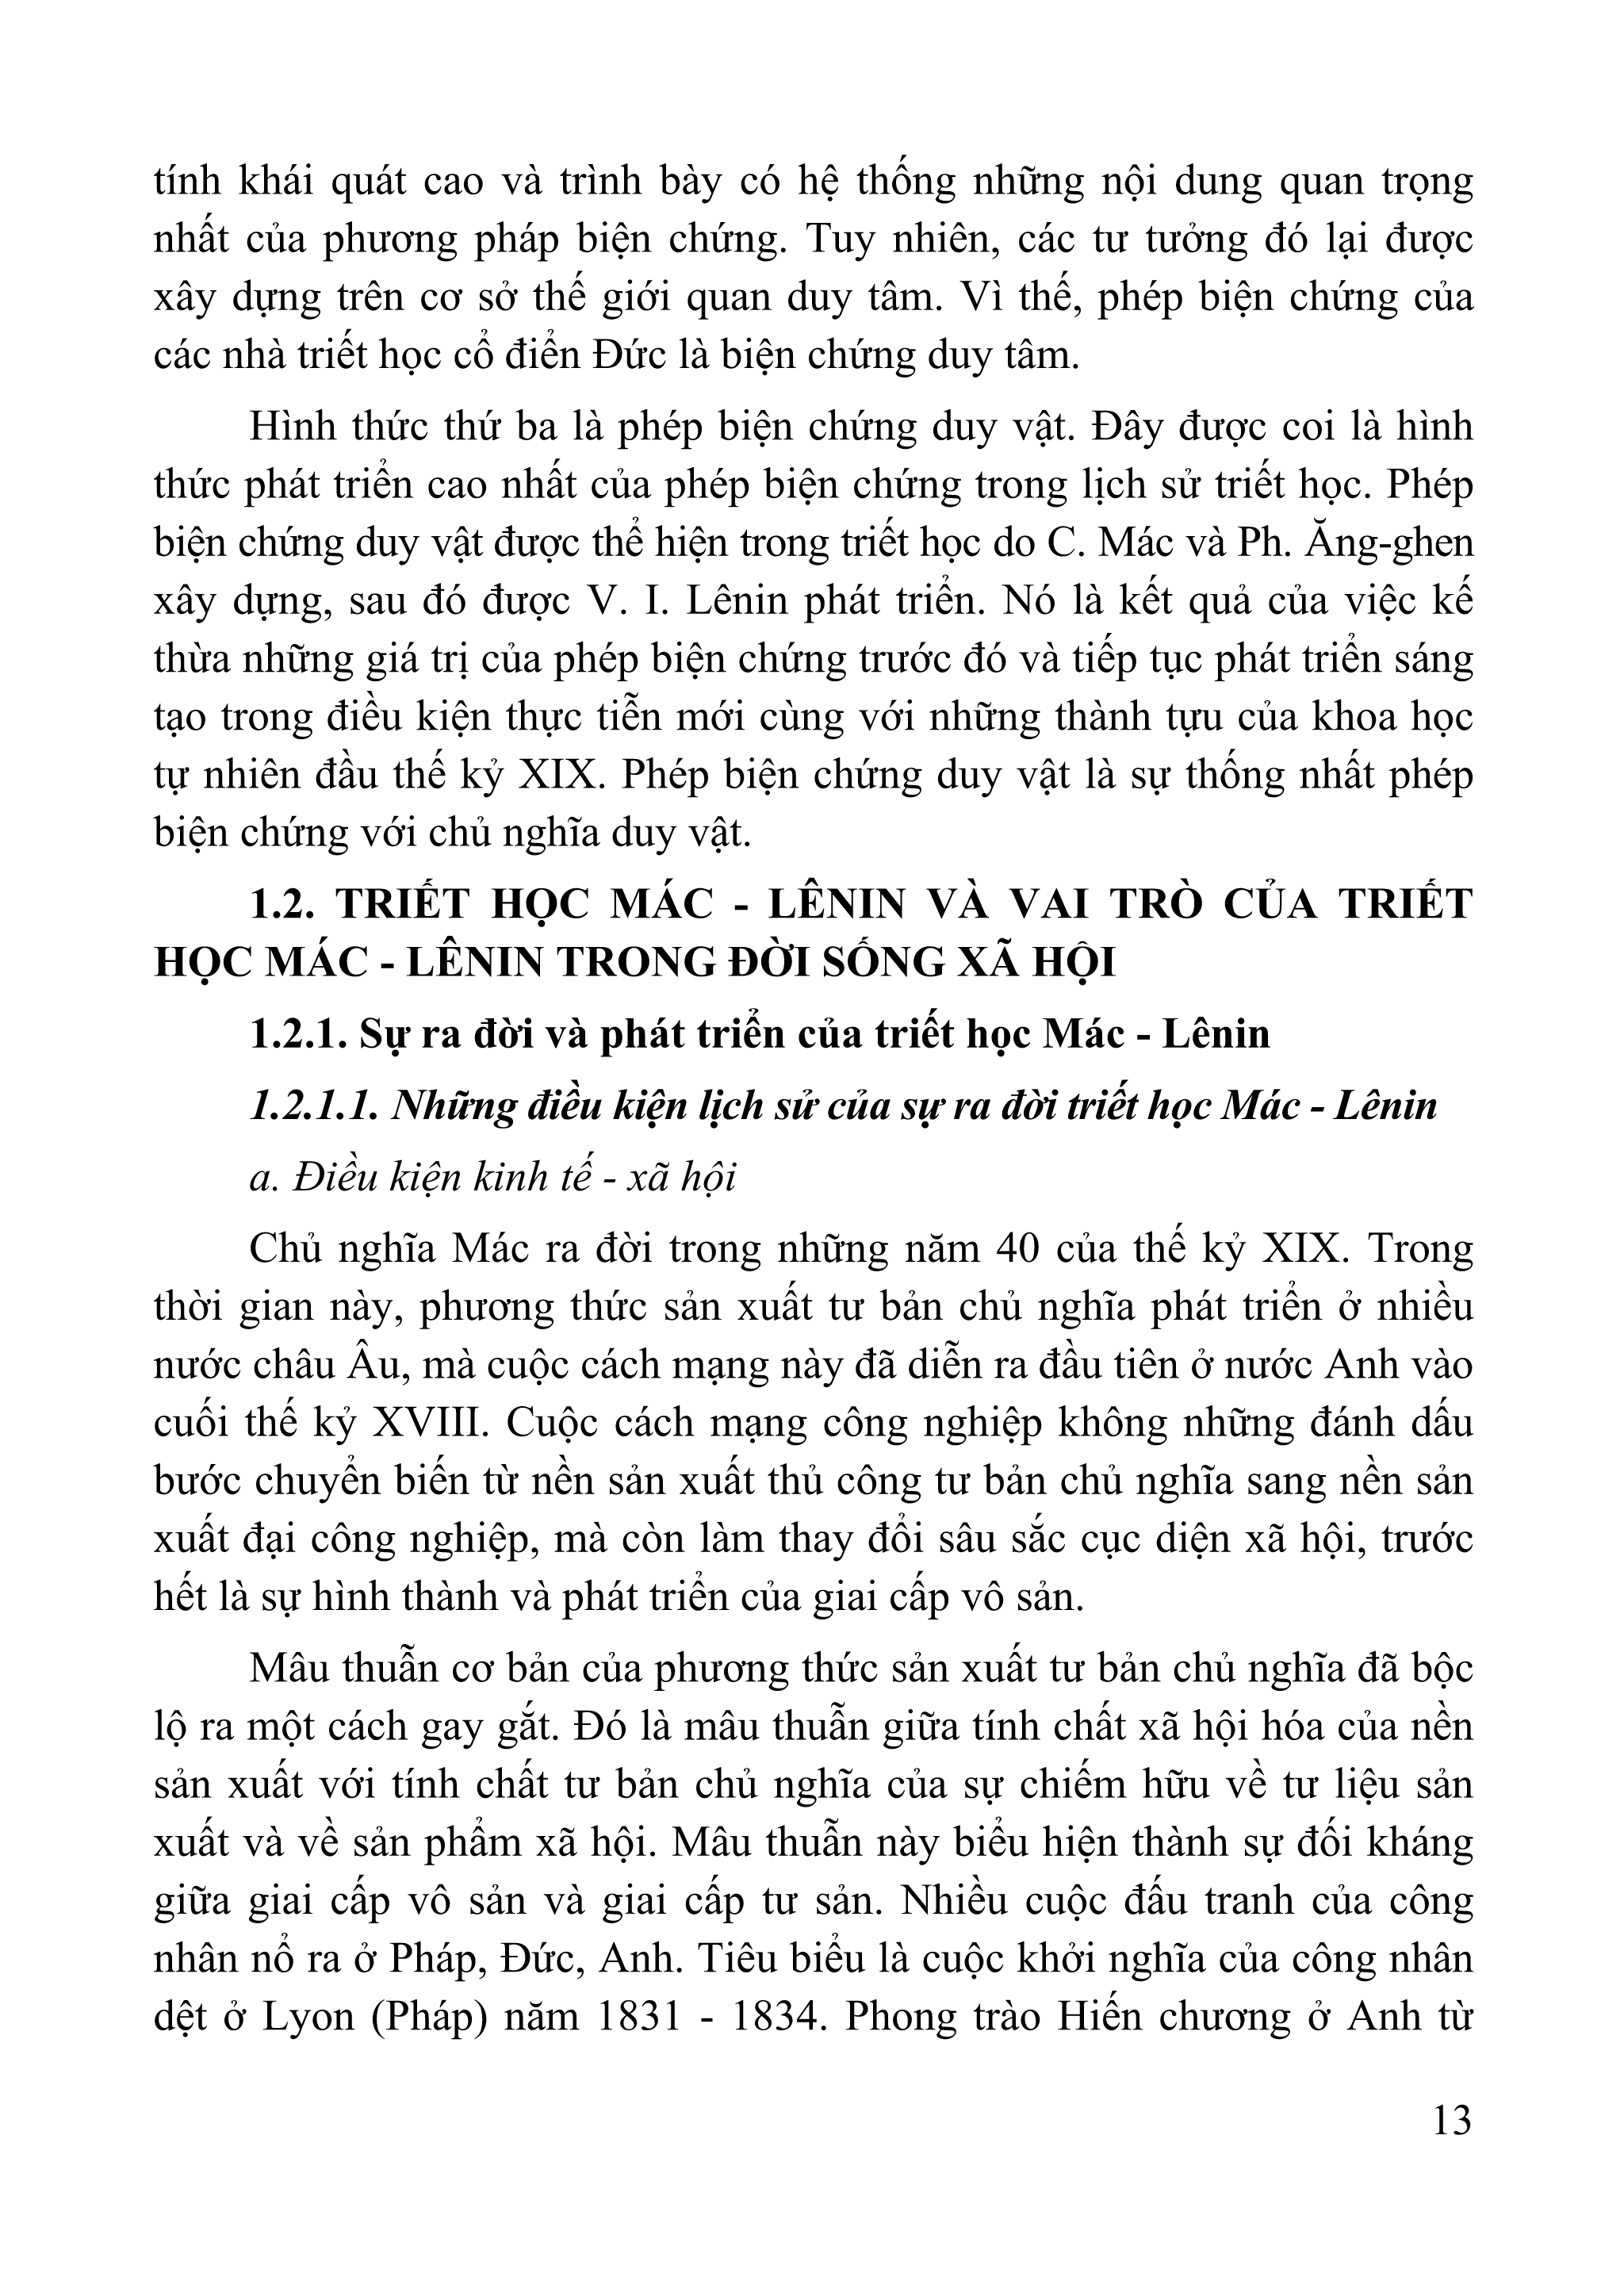 tính khái quát cao và trình bày có hệ thống những nội dung quan trọng
nhất của phương pháp biện chứng. Tuy nhiên, các tư tưởng đó lại được
xây dựng trên cơ sở thế giới quan duy tâm. Vì thế, phép biện chứng của
các nhà triết học cổ điển Đức là biện chứng duy tâm.
Hình thức thứ ba là phép biện chứng duy vật. Đây được coi là hình
thức phát triển cao nhất của phép biện chứng trong lịch sử triết học. Phép
biện chứng duy vật được thể hiện trong triết học do C. Mác và Ph. Ăng-ghen
xây dựng, sau đó được V. I. Lênin phát triển. Nó là kết quả của việc kế
thừa những giá trị của phép biện chứng trước đó và tiếp tục phát triển sáng
tạo trong điều kiện thực tiễn mới cùng với những thành tựu của khoa học
tự nhiên đầu thế kỷ XIX. Phép biện chứng duy vật là sự thống nhất phép
biện chứng với chủ nghĩa duy vật.
1.2. TRIẾT HỌC MÁC - LÊNIN VÀ VAI TRÒ CỦA TRIẾT
HỌC MÁC - LÊNIN TRONG ĐỜI SỐNG XÃ HỘI
1.2.1. Sự ra đời và phát triển của triết học Mác - Lênin
1.2.1.1. Những điều kiện lịch sử của sự ra đời triết học Mác - Lênin
a. Điều kiện kinh tế - xã hội
Chủ nghĩa Mác ra đời trong những năm 40 của thế kỷ XIX. Trong
thời gian này, phương thức sản xuất tư bản chủ nghĩa phát triển ở nhiều
nước châu Âu, mà cuộc cách mạng này đã diễn ra đầu tiên ở nước Anh vào
cuối thế kỷ XVIII. Cuộc cách mạng công nghiệp không những đánh dấu
bước chuyển biến từ nền sản xuất thủ công tư bản chủ nghĩa sang nền sản
xuất đại công nghiệp, mà còn làm thay đổi sâu sắc cục diện xã hội, trước
hết là sự hình thành và phát triển của giai cấp vô sản.
Mâu thuẫn cơ bản của phương thức sản xuất tư bản chủ nghĩa đã bộc
lộ ra một cách gay gắt. Đó là mâu thuẫn giữa tính chất xã hội hóa của nền
sản xuất với tính chất tư bản chủ nghĩa của sự chiếm hữu về tư liệu sản
xuất và về sản phẩm xã hội. Mâu thuẫn này biểu hiện thành sự đối kháng
giữa giai cấp vô sản và giai cấp tư sản. Nhiều cuộc đấu tranh của công
nhân nổ ra ở Pháp, Đức, Anh. Tiêu biểu là cuộc khởi nghĩa của công nhân
dệt ở Lyon (Pháp) năm 1831 - 1834. Phong trào Hiến chương ở Anh từ
13